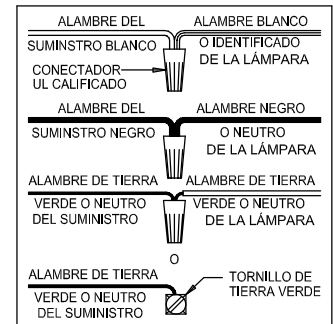 ALAMBRE DEL ALAMBRE BLANCO
SUMINSTRO BLANCO O IDENTIFICADO
DE LA LÁMPARA
CONECTADOR
UL CALIFICADO
ALAMBRE DEL ALAMBRE NEGRO
SUMINSTRO NEGRO O NEUTRO
DE LA LÁMPARA
ALAMBRE DE TIERRA ALAMBRE DE TIERRA
VERDE O NEUTRO VERDE O NEUTRO
DEL SUMINISTRO DE LA LÁMPARA
O
ALAMBRE DE TIERRA TORNILLO DE
TIERRA VERDE
VERDE O NEUTRO
DEL SUMINISTRO